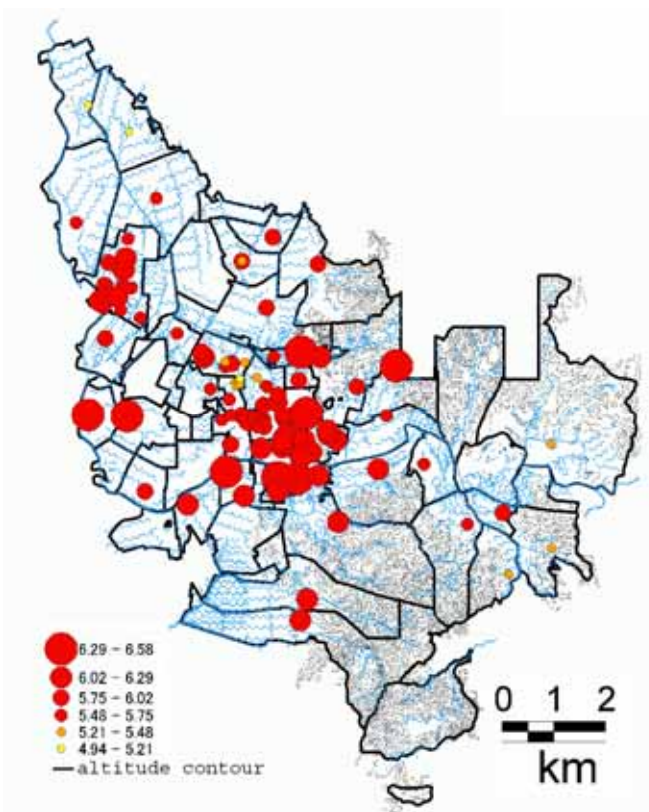 6.29 – 6.58
6.02 – 6.29
5.75 – 6.02
5.48 – 5.75
5.21 – 5.48
4.94 – 5.21
altitude contour
0 1 2
km